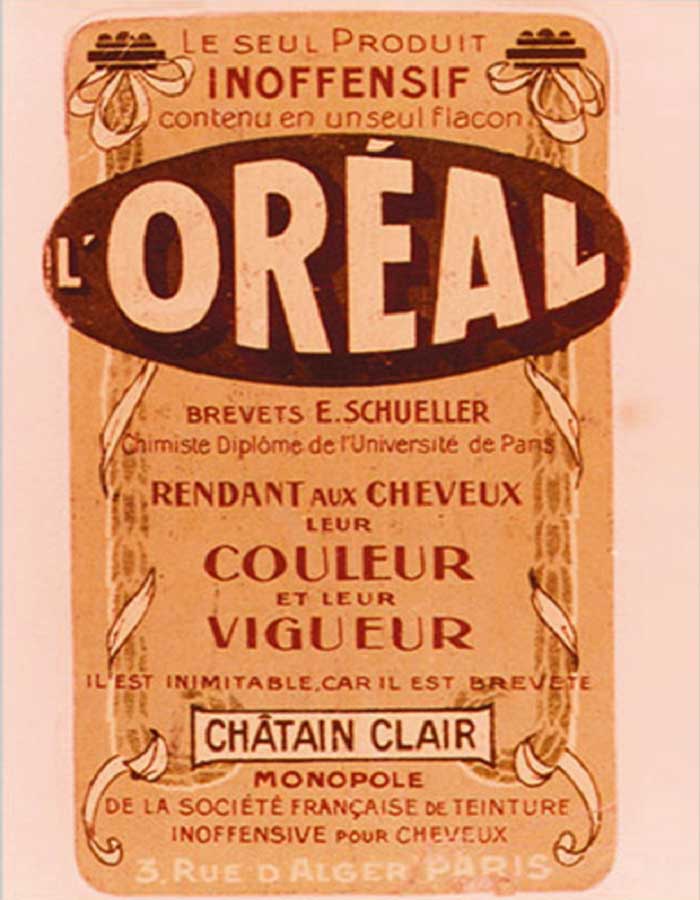 LE SEUL PRODUIT
INOFFENSIF
contenu en un seul flacon
L'ORÉAL
BREVETS E. SCHUELLER
Chimiste Diplôme de l'Université de Paris
RENDANT AUX CHEVEUX
LEUR
COULEUR
ET LEUR
VIGUEUR
IL EST INIMITABLE, CAR IL EST BREVETÉ
CHÂTAIN CLAIR
MONOPOLE
DE LA SOCIÉTÉ FRANÇAISE DE TEINTURE
INOFFENSIVE POUR CHEVEUX
3, RUE D'ALGER PARIS